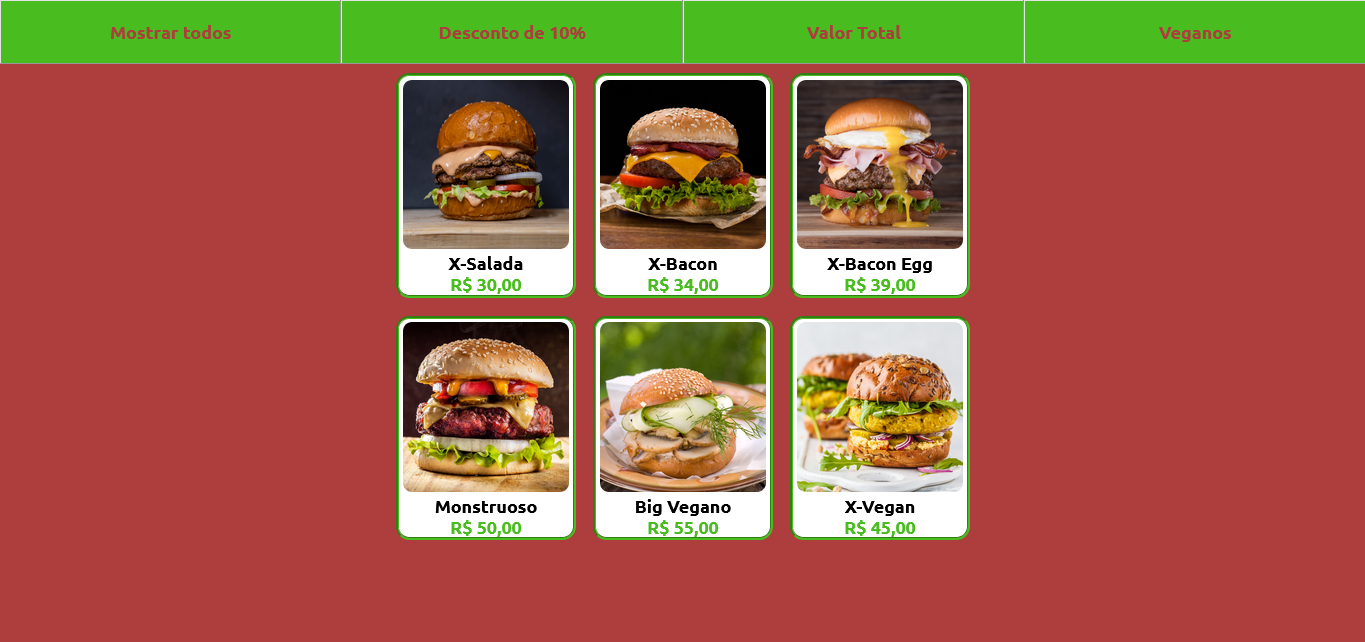 Mostrar todos
Desconto de 10%
Valor Total
Veganos
X-Salada
R$ 30,00
X-Bacon
R$ 34,00
X-Bacon Egg
R$ 39,00
Monstruoso
R$ 50,00
Big Vegano
R$ 55,00
X-Vegan
R$ 45,00